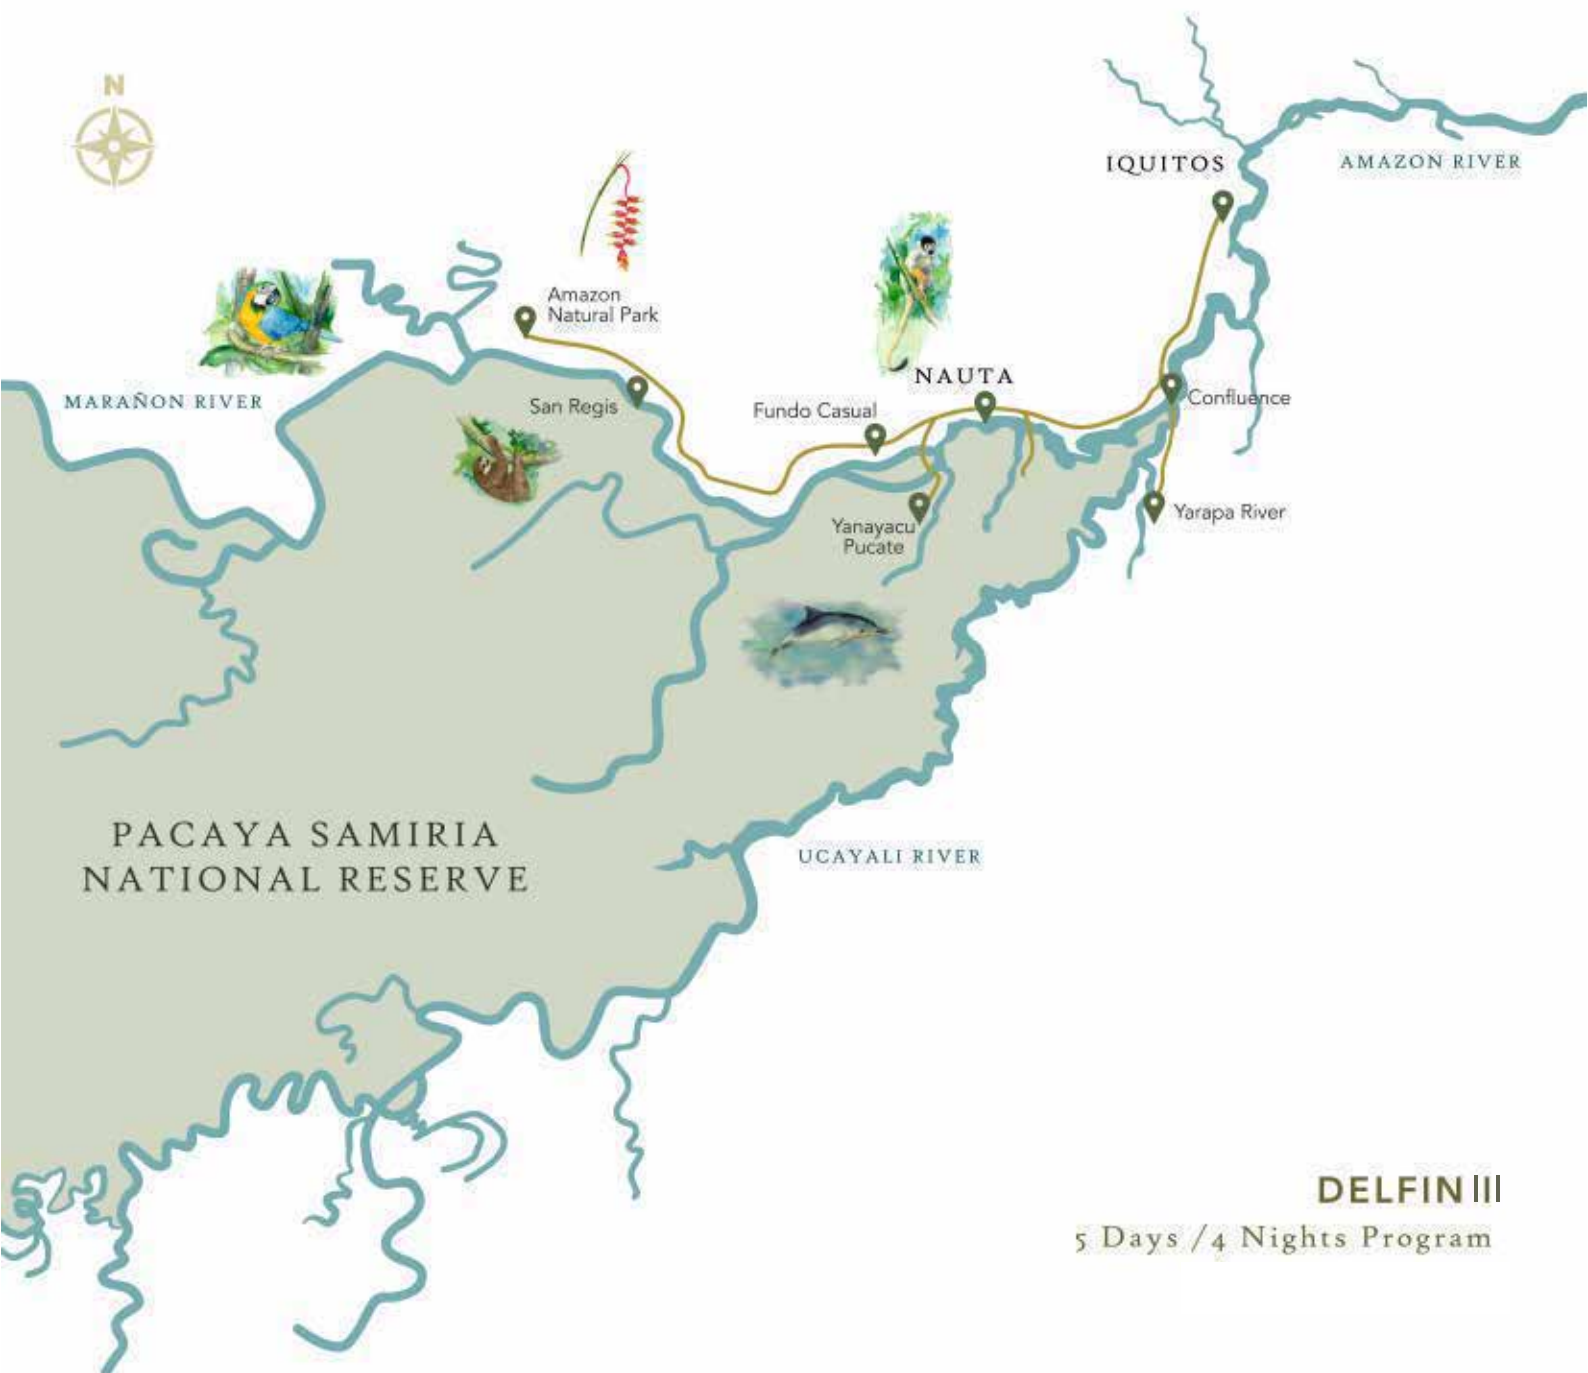 N
IQUITOS
AMAZON RIVER
Amazon
Natural Park
NAUTA
MARAÑON RIVER
San Regis
Fundo Casual
Confluence
Yanayacu
Pucate
Yarapa River
PACAYA SAMIRIA
NATIONAL RESERVE
UCAYALI RIVER
DELFIN III
5 Days /4 Nights Program